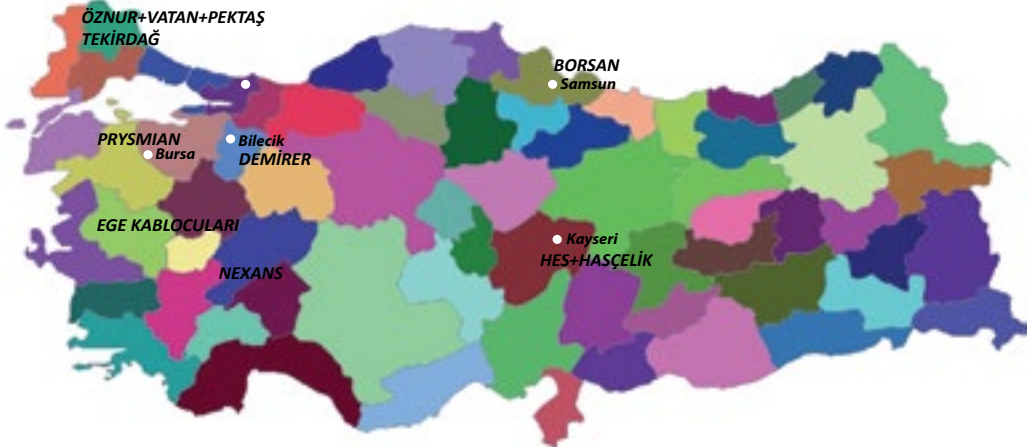 ÖZNUR+VATAN+PEKTAŞ
TEKİRDAĞ
BORSAN
Samsun
PRYSMIAN
Bursa
Bilecik
DEMİRER
EGE KABLOCULARI
NEXANS
Kayseri
HES+HASÇELİK